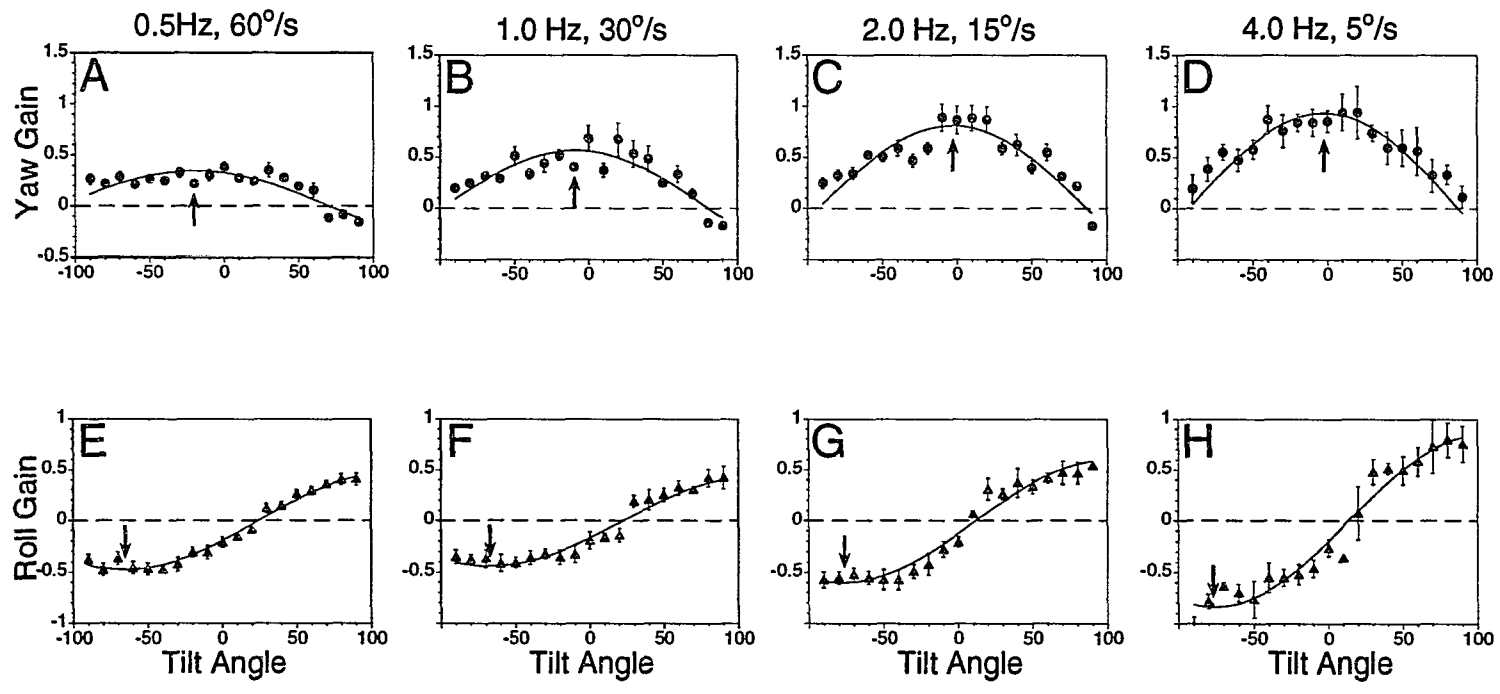 0.5Hz, 60°/s 1.0 Hz, 30°/s 2.0 Hz, 15°/s 4.0 Hz, 5°/s
A B C D
Yaw Gain
1.5 1.5 1.5 1.5
1 1 1 1
0.5 0.5 0.5 0.5
0 0 0 0
-0.5
-100 -50 0 50 100 -50 0 50 100 -50 0 50 100 -50 0 50 100
E F G H
Roll Gain
1 1 1 1
0.5 0.5 0.5 0.5
0 0 0 0
-0.5 -0.5 -0.5 -0.5
-1
-100 -50 0 50 100 -50 0 50 100 -50 0 50 100 -50 0 50 100
Tilt Angle Tilt Angle Tilt Angle Tilt Angle